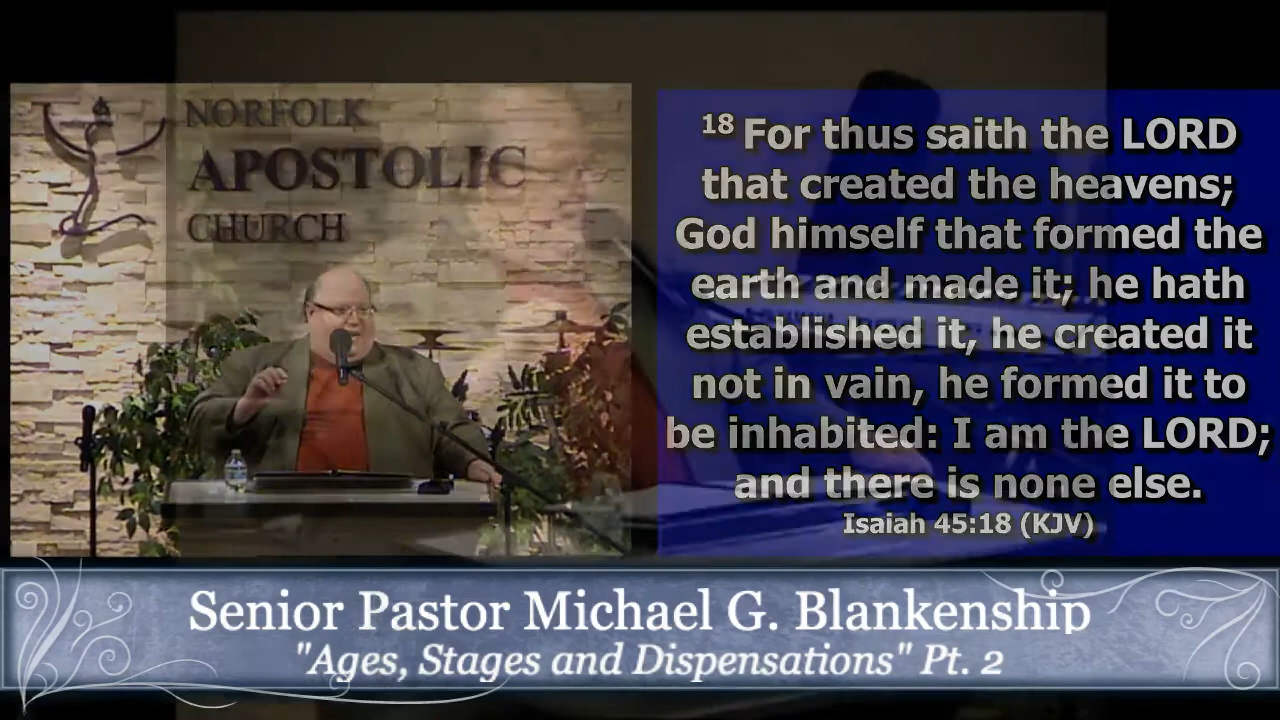 NORFOLK
APOSTOLIC
CHURCH
18 For thus saith the LORD
that created the heavens;
God himself that formed the
earth and made it; he hath
established it, he created it
not in vain, he formed it to
be inhabited: I am the LORD;
and there is none else.
Isaiah 45:18 (KJV)
Senior Pastor Michael G. Blankenship
"Ages, Stages and Dispensations" Pt. 2